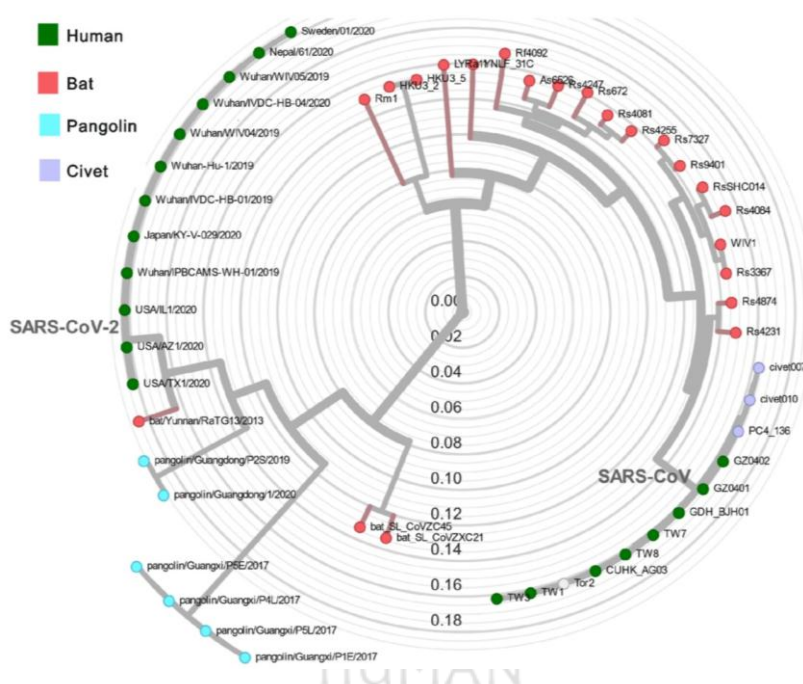 Human
Bat
Pangolin
Civet
Sweden/01/2020
Nepal/61/2020
Wuhan/WIV05/2019
Wuhan/IVDC-HB-04/2020
Wuhan/WIV04/2019
Wuhan-Hu-1/2019
Wuhan/IVDC-HB-01/2019
Japan/KY-V-029/2020
Wuhan/IPBCAMS-WH-01/2019
USA/IL1/2020
SARS-CoV-2
USA/AZ1/2020
USA/TX1/2020
bat/Yunnan/RaTG13/2013
pangolin/Guangdong/P2S/2019
pangolin/Guangdong/1/2020
pangolin/Guangxi/P5E/2017
pangolin/Guangxi/P4L/2017
pangolin/Guangxi/P5L/2017
pangolin/Guangxi/P1E/2017
bat_SL_CoVZC45
bat_SL_CoVZXC21
Rm1
HKU3_2
HKU3_5
Rf4092
Rs4247
Rs672
Rs4081
Rs4255
Rs7327
Rs9401
RsSHC014
Rs4084
WIV1
Rs3367
Rs4874
Rs4231
civet007
civet010
PC4_136
SARS-CoV
GZ0402
GZ0401
GDH_BJH01
TW7
TW8
CUHK_AG03
Tor2
TW1
TW3
0.00
0.02
0.04
0.06
0.08
0.10
0.12
0.14
0.16
0.18
HUMAN